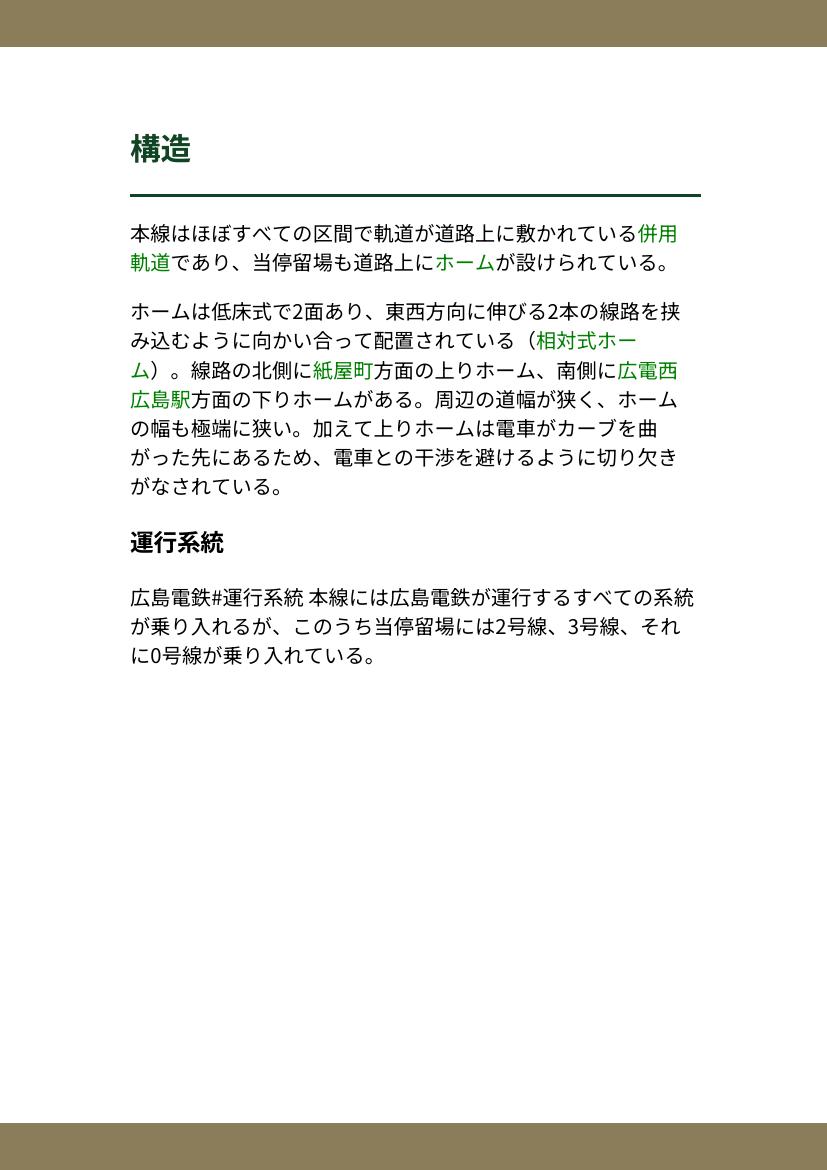 構造
本線はほぼすべての区間で軌道が道路上に敷かれている併用
軌道であり、当停留場も道路上にホームが設けられている。
ホームは低床式で2面あり、東西方向に伸びる2本の線路を挟
み込むように向かい合って配置されている（相対式ホー
ム）。線路の北側に紙屋町方面の上りホーム、南側に広電西
広島駅方面の下りホームがある。周辺の道幅が狭く、ホーム
の幅も極端に狭い。加えて上りホームは電車がカーブを曲
がった先にあるため、電車との干渉を避けるように切り欠き
がなされている。
運行系統
広島電鉄#運行系統 本線には広島電鉄が運行するすべての系統
が乗り入れるが、このうち当停留場には2号線、3号線、それ
に0号線が乗り入れている。